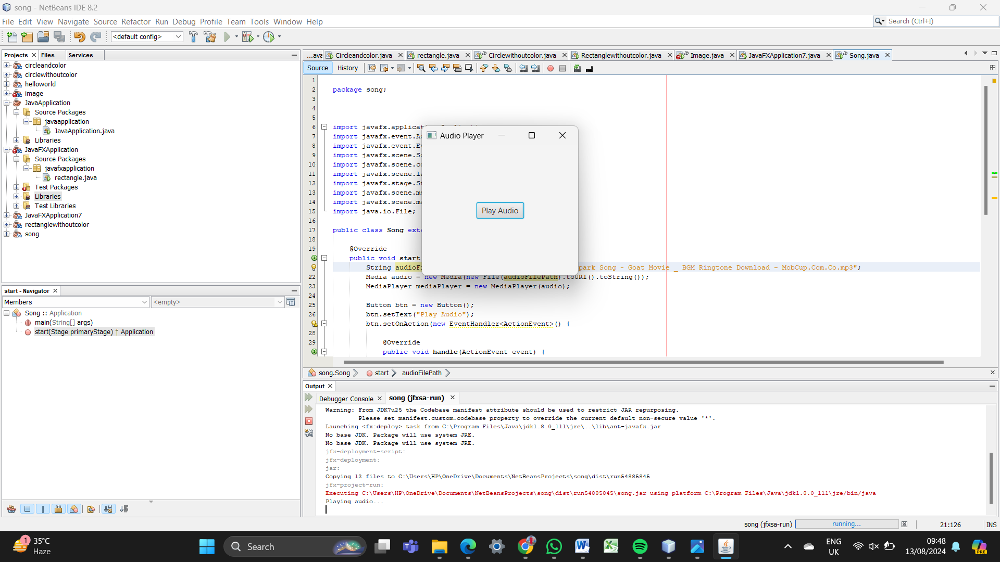 song - NetBeans IDE 8.2
File Edit View Navigate Source Refactor Run Debug Profile Team Tools Window Help
Search (Ctrl+I)
<default config>
Projects Files Services
circleandcolor
circlewithoutcolor
helloworld
image
JavaApplication
Source Packages
javaapplication
JavaApplication.java
Libraries
JavaFXApplication
Source Packages
javafxapplication
rectangle.java
Test Packages
Libraries
Test Libraries
JavaFXApplication7
rectanglewithoutcolor
song
start - Navigator
Members
<empty>
Song :: Application
main(String[] args)
start(Stage primaryStage) ↑ Application
...ava Circleandcolor.java rectangle.java Circlewithoutcolor.java Rectanglewithoutcolor.java Image.java JavaFXApplication7.java Song.java
Source History
1
2 package song;
3
4
5
6 import javafx.applicat
7 import javafx.event.A
8 import javafx.event.E
9 import javafx.scene.S
10 import javafx.scene.c
11 import javafx.scene.l
12 import javafx.stage.S
13 import javafx.scene.m
14 import javafx.scene.m
15 import java.io.File;
16
17 public class Song ext
18
19 @Override
public void start
String audioF park Song - Goat Movie _ BGM Ringtone Download - MobCup.Com.Co.mp3";
22 Media audio = new Media(new File(audioFilePath).toURI().toString());
23 MediaPlayer mediaPlayer = new MediaPlayer(audio);
24
25 Button btn = new Button();
26 btn.setText("Play Audio");
btn.setOnAction(new EventHandler<ActionEvent>() {
28
29 @Override
public void handle(ActionEvent event) {
Audio Player
Play Audio
song.Song start audioFilePath
Output
Debugger Console song (jfxsa-run)
Warning: From JDK7u25 the Codebase manifest attribute should be used to restrict JAR repurposing.
Please set manifest.custom.codebase property to override the current default non-secure value '*'.
Launching <fx:deploy> task from C:\Program Files\Java\jdk1.8.0_111\jre\..\lib\ant-javafx.jar
No base JDK. Package will use system JRE.
No base JDK. Package will use system JRE.
jfx-deployment-script:
jfx-deployment:
jar:
Copying 12 files to C:\Users\HP\OneDrive\Documents\NetBeansProjects\song\dist\run54885845
jfx-project-run:
Executing C:\Users\HP\OneDrive\Documents\NetBeansProjects\song\dist\run54885845\song.jar using platform C:\Program Files\Java\jdk1.8.0_111\jre/bin/java
Playing audio...
song (jfxsa-run) running... 21:126 INS
1 35°C
Haze
Search
ENG
UK
09:48
13/08/2024
PRE